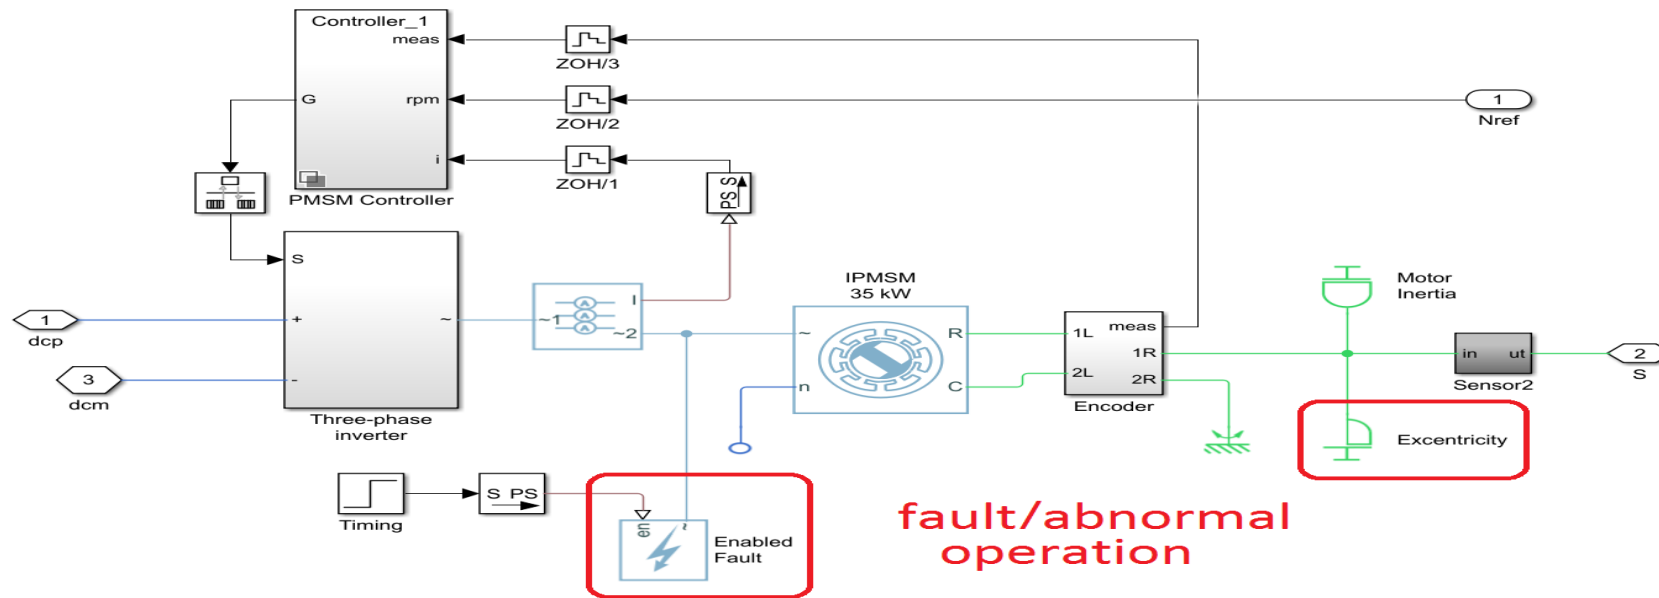 Controller_1
meas
ZOH/3
G
rpm
ZOH/2
1
Nref
i
ZOH/1
PS S
PMSM Controller
S
IPMSM
35 kW
Motor
Inertia
1
dcp
+
~
~1
A
A
A
I
~2
~
R
n
C
1L
meas
1R
2L
2R
Encoder
in
ut
Sensor2
2
S
3
dcm
-
Three-phase
inverter
Excentricity
Timing
S PS
en
~
Enabled
Fault
fault/abnormal
operation